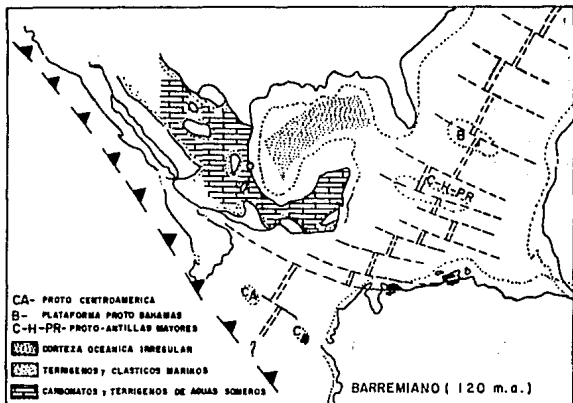 B
C-H-PR
CA
CA
?
CA- PROTO CENTROAMERICA
B- PLATAFORMA PROTO BAHAMAS
C-H-PR- PROTO-ANTILLAS MAYORES
CORTEZA OCEANICA IRREGULAR
TERRIGENOS y CLASTICOS MARINOS
CARBONATOS y TERRIGENOS DE AGUAS SOMEROS
BARREMIANO ( 120 m.a.)